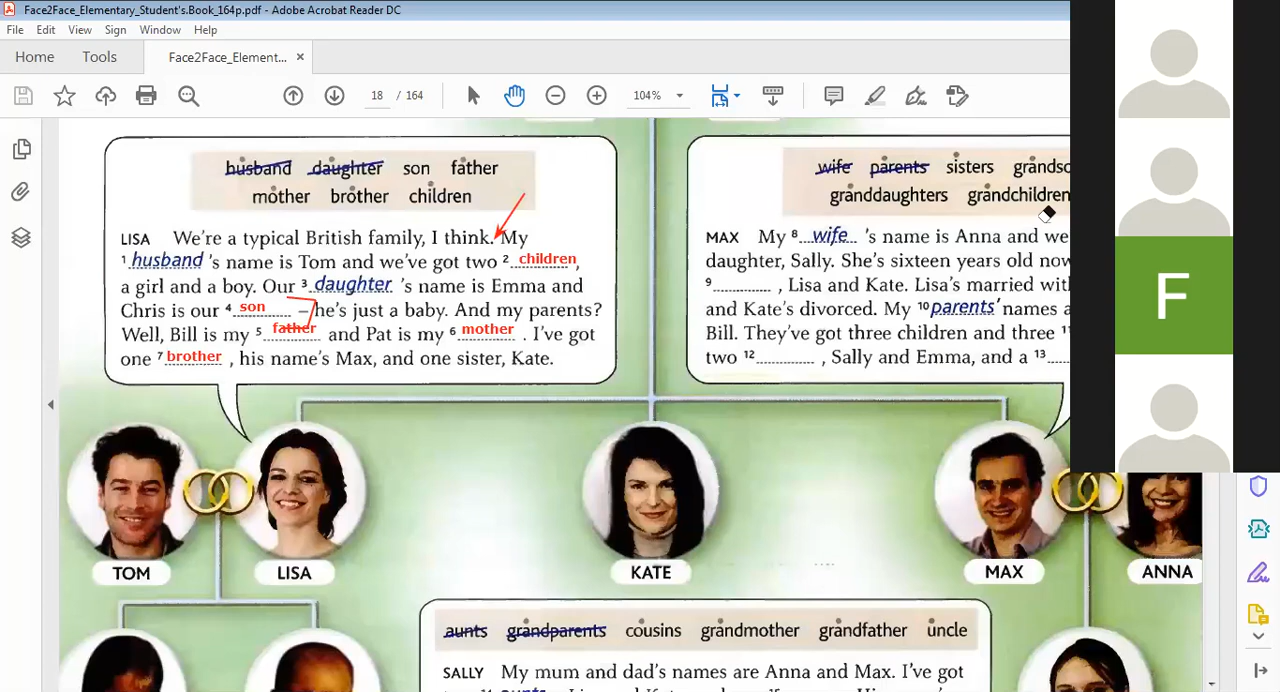 Face2Face_Elementary_Student's.Book_164p.pdf - Adobe Acrobat Reader DC
File Edit View Sign Window Help
Home Tools Face2Face_Element... ×
18 / 164 104%
husband daughter son father
mother brother children
LISA We're a typical British family, I think. My
1 husband 's name is Tom and we've got two 2 children,
a girl and a boy. Our 3 daughter 's name is Emma and
Chris is our 4 son – he's just a baby. And my parents?
Well, Bill is my 5 father and Pat is my 6 mother . I've got
one 7 brother , his name's Max, and one sister, Kate.
wife parents sisters grandso
granddaughters grandchildren
MAX My 8 wife 's name is Anna and we
daughter, Sally. She's sixteen years old now
9 , Lisa and Kate. Lisa's married wit
and Kate's divorced. My 10 parents' names a
Bill. They've got three children and three 11
two 12 , Sally and Emma, and a 13
F
TOM LISA KATE MAX ANNA
aunts grandparents cousins grandmother grandfather uncle
SALLY My mum and dad's names are Anna and Max. I've got